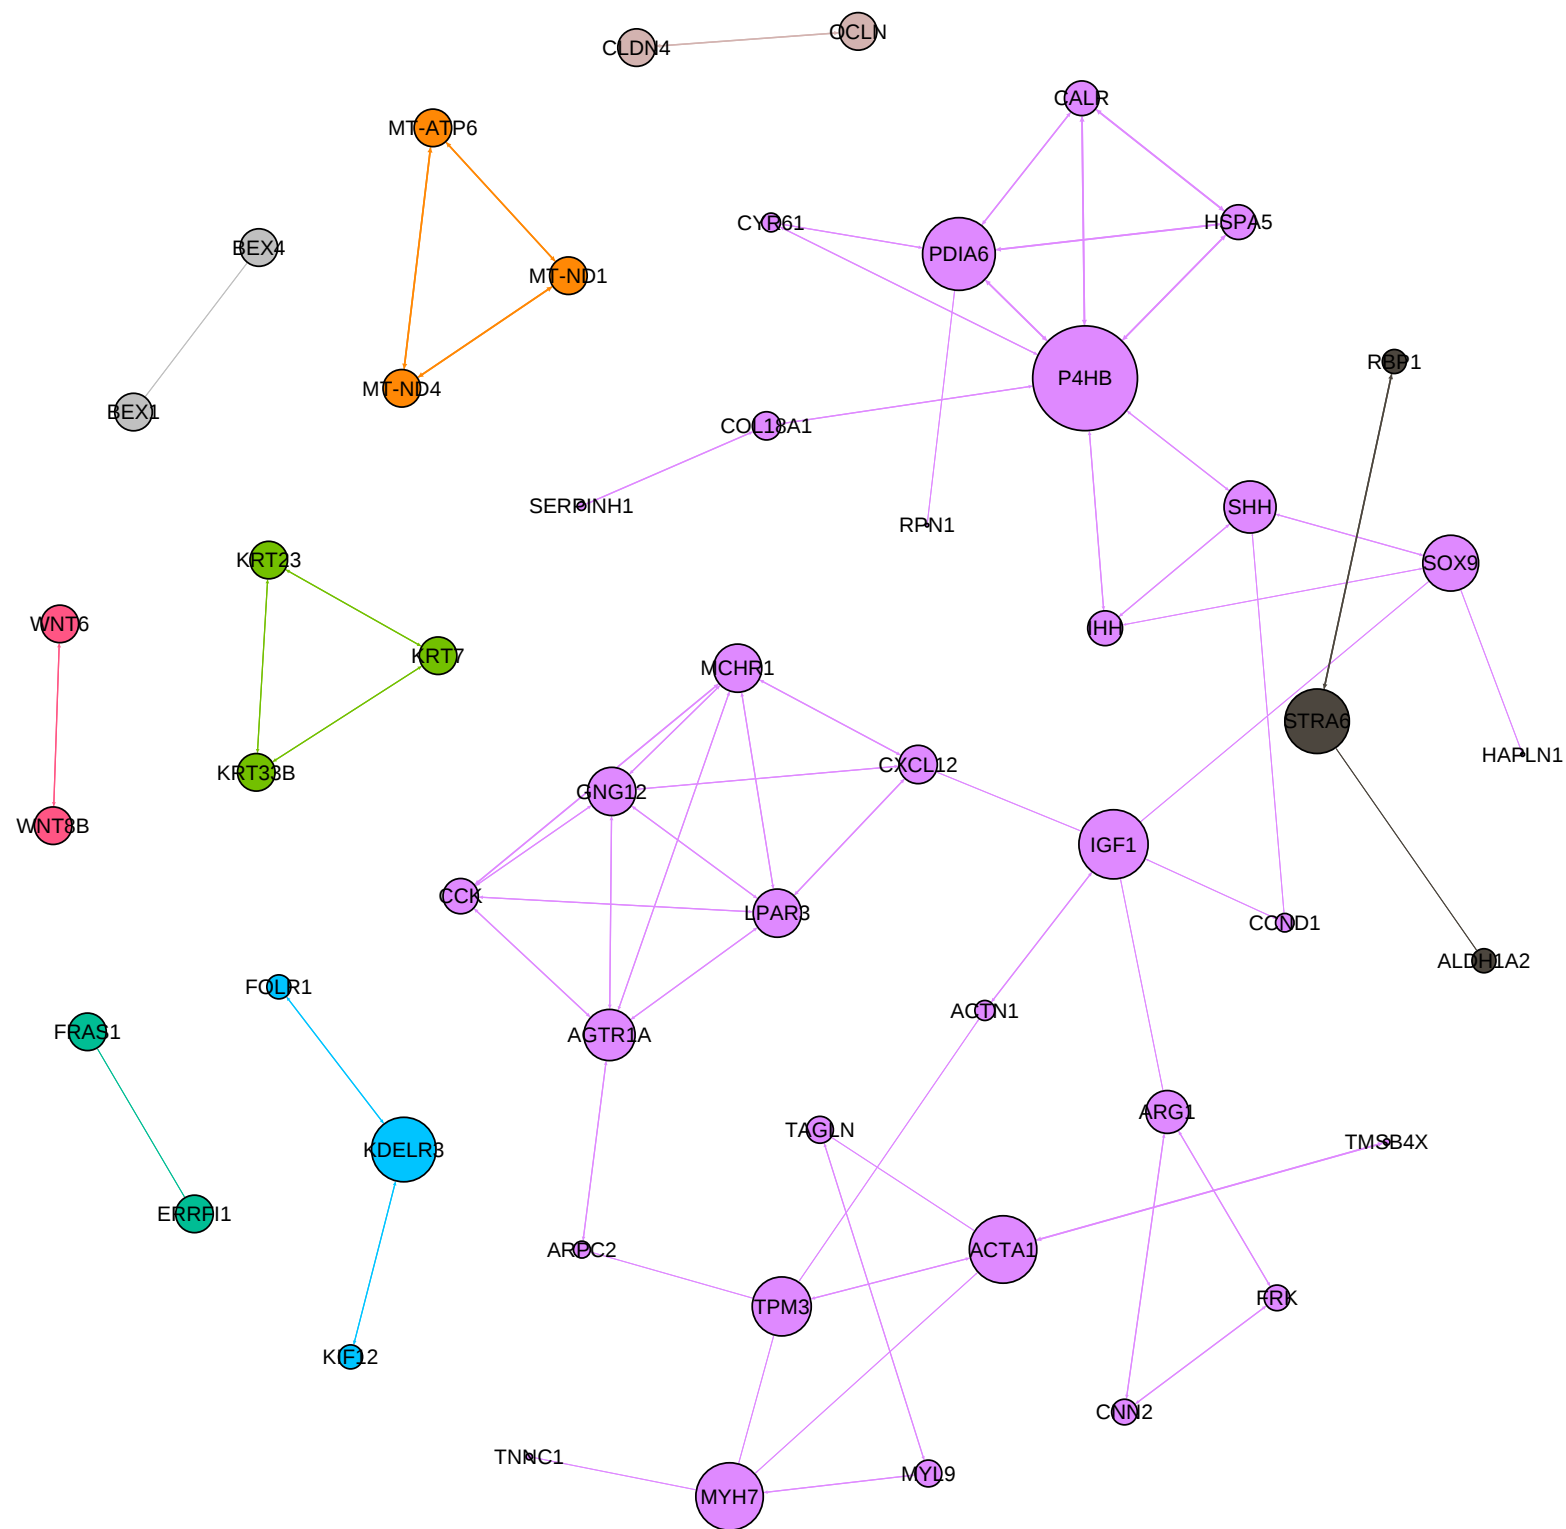 OCLN
CLDN4
CALR
MT-ATP6
CYR61
HSPA5
BEX4
PDIA6
MT-ND1
RBP1
P4HB
MT-ND4
BEX1
COL18A1
SERPINH1
SHH
RPN1
KRT23
SOX9
WNT6
IHH
KRT7
MCHR1
STRA6
HAPLN1
CXCL12
KRT33B
GNG12
WNT8B
IGF1
CCK
LPAR3
CCND1
ALDH1A2
FOLR1
ACTN1
FRAS1
AGTR1A
ARG1
TAGLN
TMSB4X
KDELR3
ERRFI1
ARPC2
ACTA1
FRK
TPM3
KIF12
CNN2
TNNC1
MYL9
MYH7